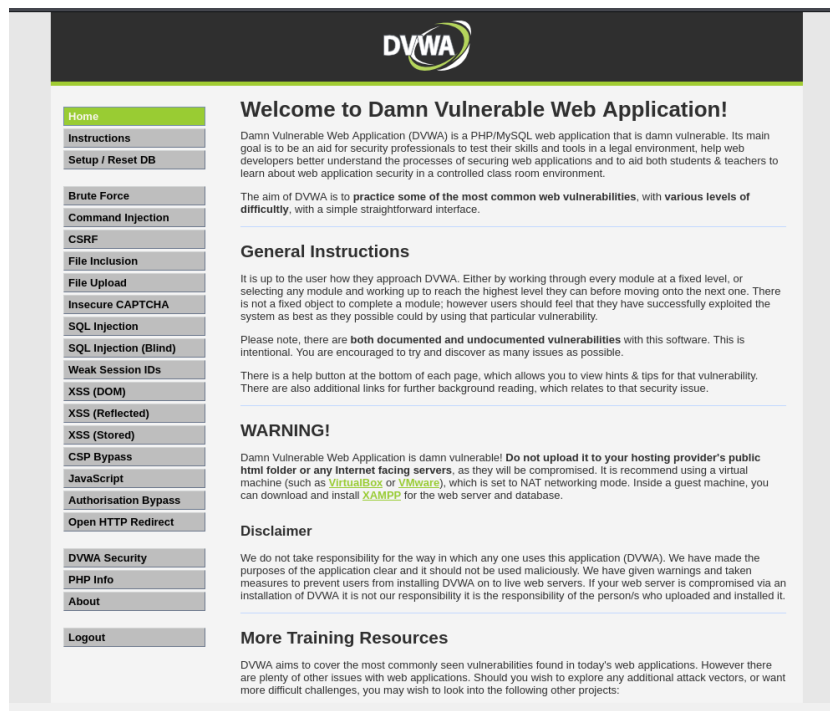 DVWA
Home
Instructions
Setup / Reset DB
Brute Force
Command Injection
CSRF
File Inclusion
File Upload
Insecure CAPTCHA
SQL Injection
SQL Injection (Blind)
Weak Session IDs
XSS (DOM)
XSS (Reflected)
XSS (Stored)
CSP Bypass
JavaScript
Authorisation Bypass
Open HTTP Redirect
DVWA Security
PHP Info
About
Logout
Welcome to Damn Vulnerable Web Application!
Damn Vulnerable Web Application (DVWA) is a PHP/MySQL web application that is damn vulnerable. Its main
goal is to be an aid for security professionals to test their skills and tools in a legal environment, help web
developers better understand the processes of securing web applications and to aid both students & teachers to
learn about web application security in a controlled class room environment.
The aim of DVWA is to practice some of the most common web vulnerabilities, with various levels of
difficultly, with a simple straightforward interface.
General Instructions
It is up to the user how they approach DVWA. Either by working through every module at a fixed level, or
selecting any module and working up to reach the highest level they can before moving onto the next one. There
is not a fixed object to complete a module; however users should feel that they have successfully exploited the
system as best as they possible could by using that particular vulnerability.
Please note, there are both documented and undocumented vulnerabilities with this software. This is
intentional. You are encouraged to try and discover as many issues as possible.
There is a help button at the bottom of each page, which allows you to view hints & tips for that vulnerability.
There are also additional links for further background reading, which relates to that security issue.
WARNING!
Damn Vulnerable Web Application is damn vulnerable! Do not upload it to your hosting provider's public
html folder or any Internet facing servers, as they will be compromised. It is recommend using a virtual
machine (such as VirtualBox or VMware), which is set to NAT networking mode. Inside a guest machine, you
can download and install XAMPP for the web server and database.
Disclaimer
We do not take responsibility for the way in which any one uses this application (DVWA). We have made the
purposes of the application clear and it should not be used maliciously. We have given warnings and taken
measures to prevent users from installing DVWA on to live web servers. If your web server is compromised via an
installation of DVWA it is not our responsibility it is the responsibility of the person/s who uploaded and installed it.
More Training Resources
DVWA aims to cover the most commonly seen vulnerabilities found in today's web applications. However there
are plenty of other issues with web applications. Should you wish to explore any additional attack vectors, or want
more difficult challenges, you may wish to look into the following other projects: